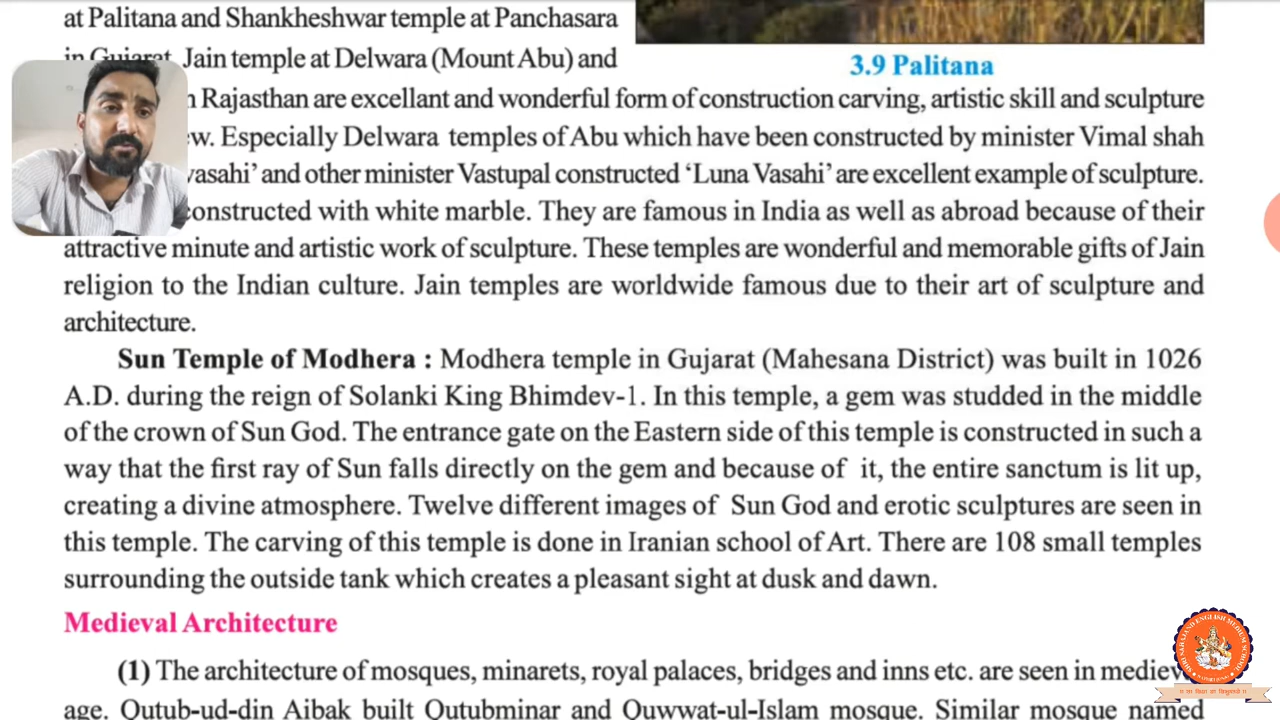 at Palitana and Shankheshwar temple at Panchasara
in Gujarat. Jain temple at Delwara (Mount Abu) and
3.9 Palitana
Rajasthan are excellant and wonderful form of construction carving, artistic skill and sculpture
Especially Delwara temples of Abu which have been constructed by minister Vimal shah
and other minister Vastupal constructed ‘Luna Vasahi’ are excellent example of sculpture.
constructed with white marble. They are famous in India as well as abroad because of their
attractive minute and artistic work of sculpture. These temples are wonderful and memorable gifts of Jain
religion to the Indian culture. Jain temples are worldwide famous due to their art of sculpture and
architecture.
Sun Temple of Modhera : Modhera temple in Gujarat (Mahesana District) was built in 1026
A.D. during the reign of Solanki King Bhimdev-1. In this temple, a gem was studded in the middle
of the crown of Sun God. The entrance gate on the Eastern side of this temple is constructed in such a
way that the first ray of Sun falls directly on the gem and because of it, the entire sanctum is lit up,
creating a divine atmosphere. Twelve different images of Sun God and erotic sculptures are seen in
this temple. The carving of this temple is done in Iranian school of Art. There are 108 small temples
surrounding the outside tank which creates a pleasant sight at dusk and dawn.
Medieval Architecture
(1) The architecture of mosques, minarets, royal palaces, bridges and inns etc. are seen in
age. Qutub-ud-din Aibak built Qutubminar and Quwwat-ul-Islam mosque. Similar mosque named